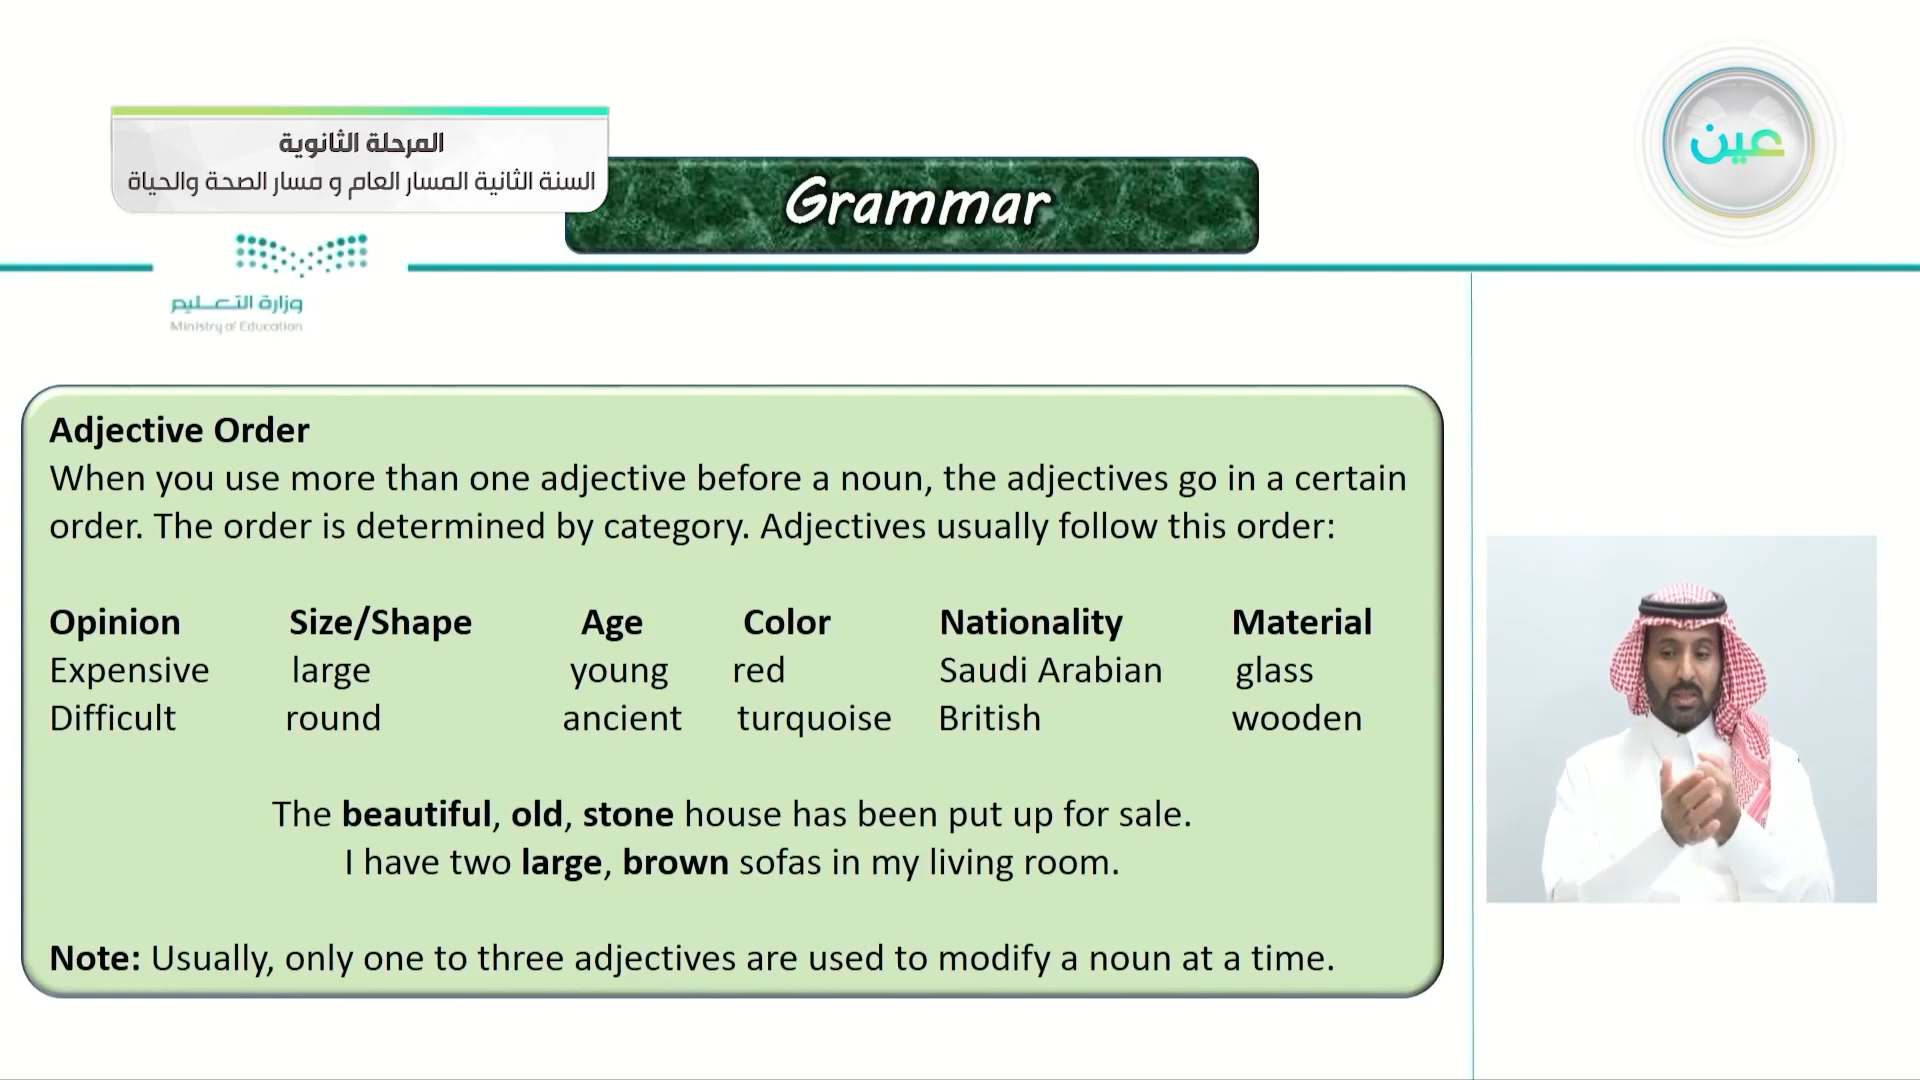 المرحلة الثانوية
السنة الثانية المسار العام و مسار الصحة والحياة
Grammar
عين
وزارة التعليم
Ministry of Education
Adjective Order
When you use more than one adjective before a noun, the adjectives go in a certain
order. The order is determined by category. Adjectives usually follow this order:
Opinion Size/Shape Age Color Nationality Material
Expensive large young red Saudi Arabian glass
Difficult round ancient turquoise British wooden
The beautiful, old, stone house has been put up for sale.
I have two large, brown sofas in my living room.
Note: Usually, only one to three adjectives are used to modify a noun at a time.